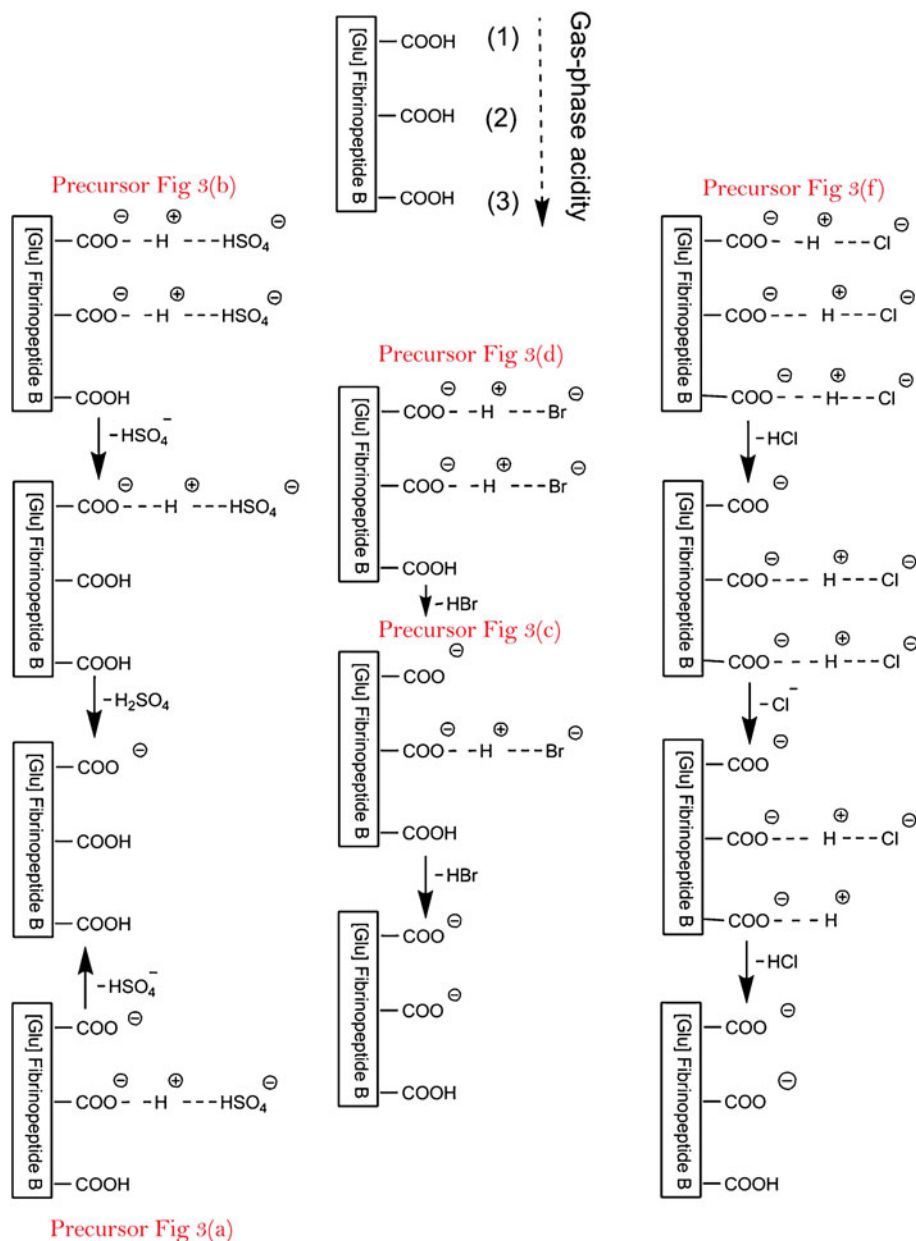 [Glu] Fibrinopeptide B
COOH (1)
COOH (2)
COOH (3)
Gas-phase acidity
Precursor Fig 3(b)
[Glu] Fibrinopeptide B
COO⊖ --- H⊕ --- HSO₄⊖
COO⊖ --- H⊕ --- HSO₄⊖
COOH
-HSO₄⁻
[Glu] Fibrinopeptide B
COO⊖ --- H⊕ --- HSO₄⊖
COOH
COOH
-H₂SO₄
[Glu] Fibrinopeptide B
COO⊖
COOH
COOH
-HSO₄⁻
[Glu] Fibrinopeptide B
COO⊖
COO⊖ --- H⊕ --- HSO₄⊖
COOH
Precursor Fig 3(a)
Precursor Fig 3(d)
[Glu] Fibrinopeptide B
COO⊖ --- H⊕ --- Br⊖
COO⊖ --- H⊕ --- Br⊖
COOH
-HBr
Precursor Fig 3(c)
[Glu] Fibrinopeptide B
COO⊖
COO⊖ --- H⊕ --- Br⊖
COOH
-HBr
[Glu] Fibrinopeptide B
COO⊖
COO⊖
COOH
Precursor Fig 3(f)
[Glu] Fibrinopeptide B
COO⊖ --- H⊕ --- Cl⊖
COO⊖ --- H⊕ --- Cl⊖
COO⊖ --- H⊕ --- Cl⊖
-HCl
[Glu] Fibrinopeptide B
COO⊖
COO⊖ --- H⊕ --- Cl⊖
COO⊖ --- H⊕ --- Cl⊖
-Cl⁻
[Glu] Fibrinopeptide B
COO⊖
COO⊖ --- H⊕ --- Cl⊖
COO⊖ --- H⊕
-HCl
[Glu] Fibrinopeptide B
COO⊖
COO⊖
COOH